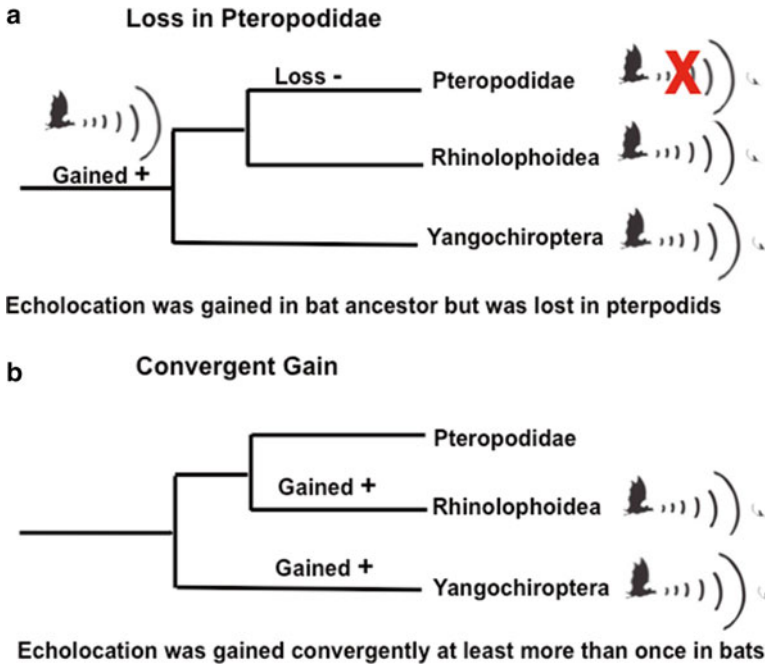 a
Loss in Pteropodidae
Loss -
Pteropodidae
X
Gained +
Rhinolophoidea
Yangochiroptera
Echolocation was gained in bat ancestor but was lost in pterpodids
b
Convergent Gain
Pteropodidae
Gained +
Rhinolophoidea
Gained +
Yangochiroptera
Echolocation was gained convergently at least more than once in bats